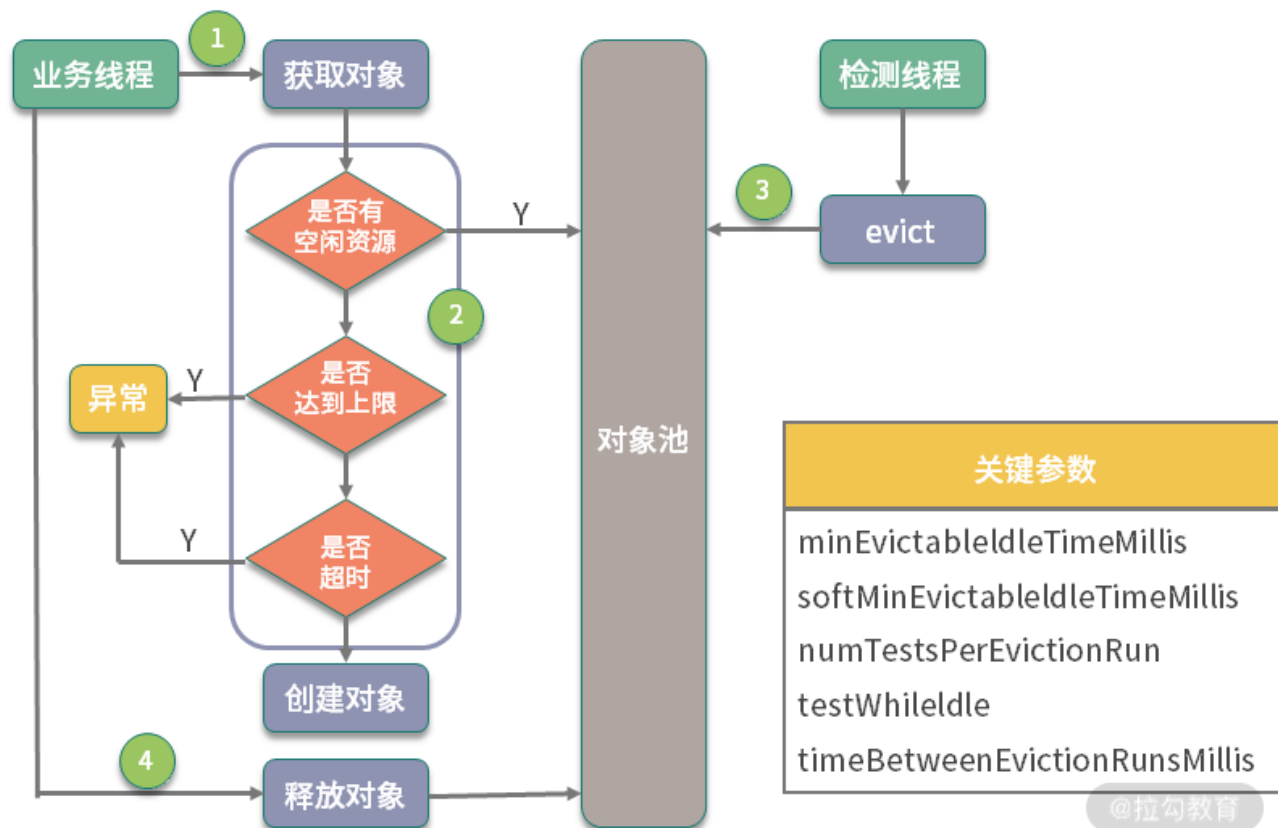 业务线程
1
获取对象
检测线程
是否有
空闲资源
Y
3
evict
2
是否
达到上限
Y
异常
对象池
关键参数
Y
是否
超时
minEvictableIdleTimeMillis
softMinEvictableIdleTimeMillis
numTestsPerEvictionRun
testWhileIdle
timeBetweenEvictionRunsMillis
创建对象
4
释放对象
@拉勾教育